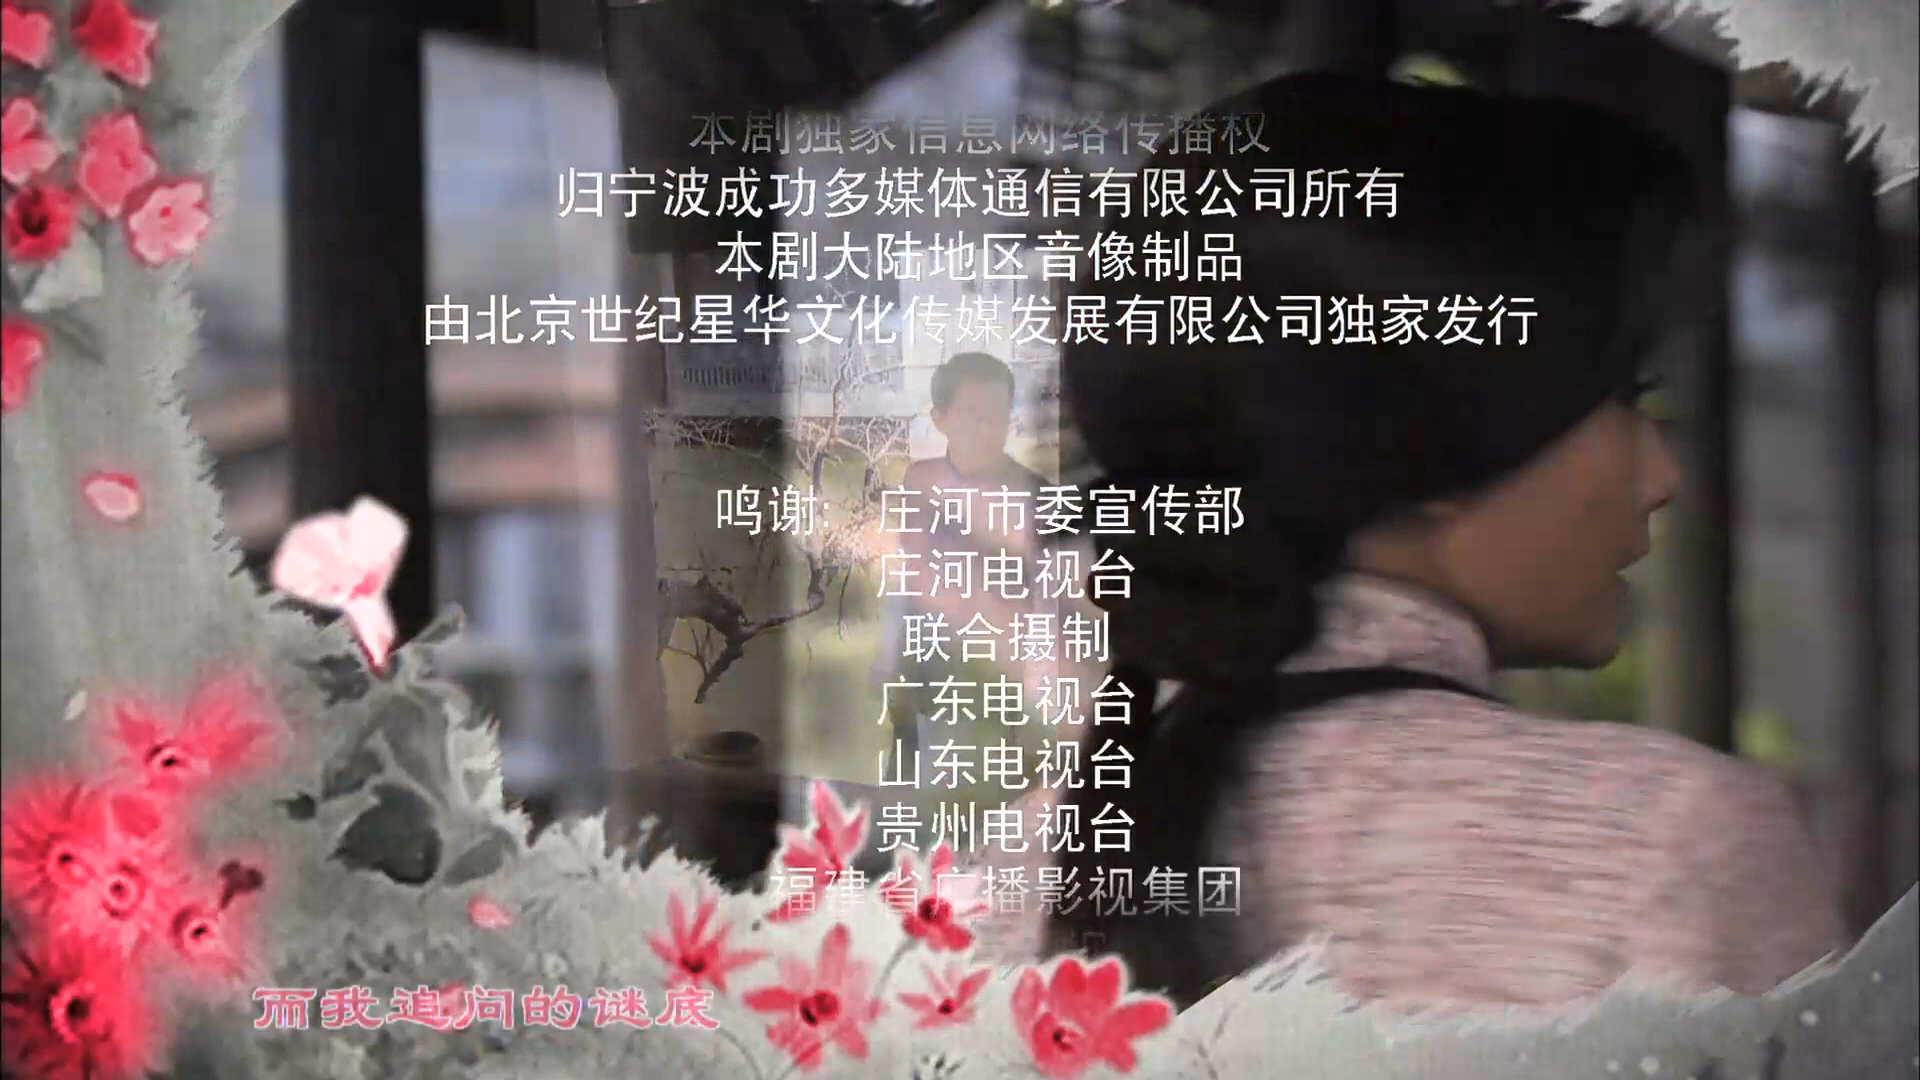 本剧独家信息网络传播权
归宁波成功多媒体通信有限公司所有
本剧大陆地区音像制品
由北京世纪星华文化传媒发展有限公司独家发行
鸣谢: 庄河市委宣传部
庄河电视台
联合摄制
广东电视台
山东电视台
贵州电视台
福建省广播影视集团
而我追问的谜底